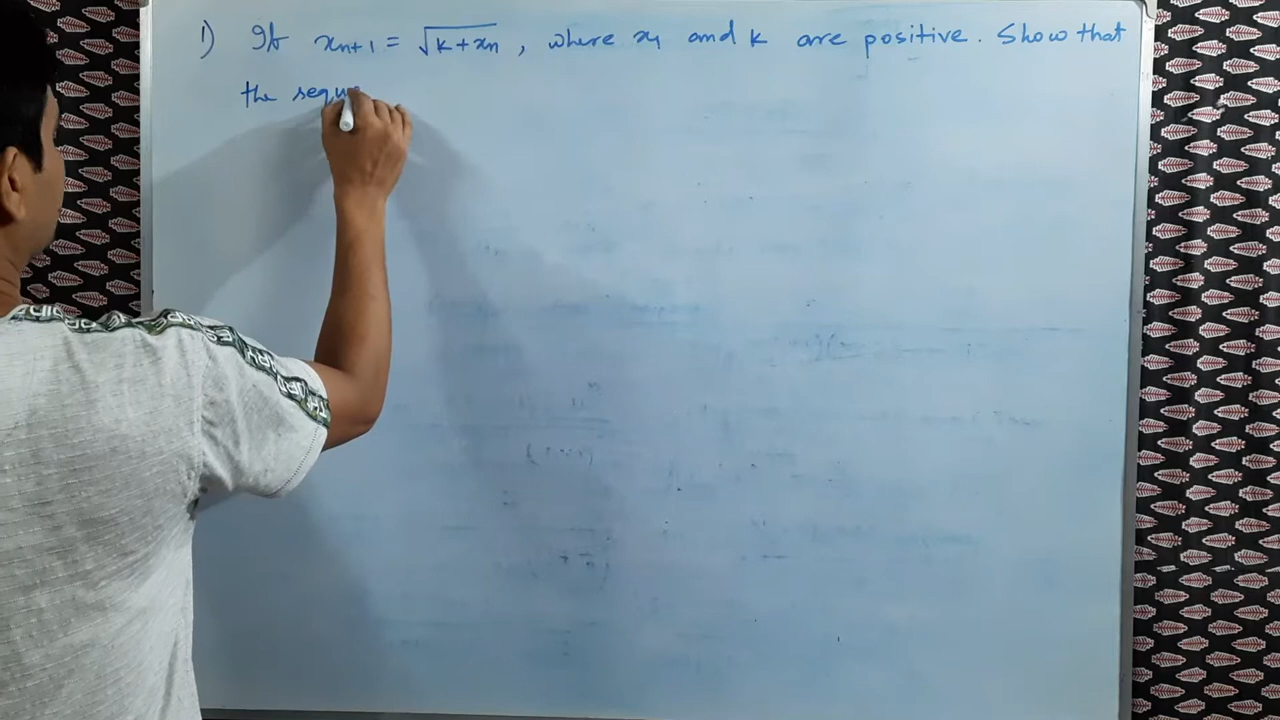 1) If xn+1 = √k+xn , where x1 and k are positive. Show that
the sequ